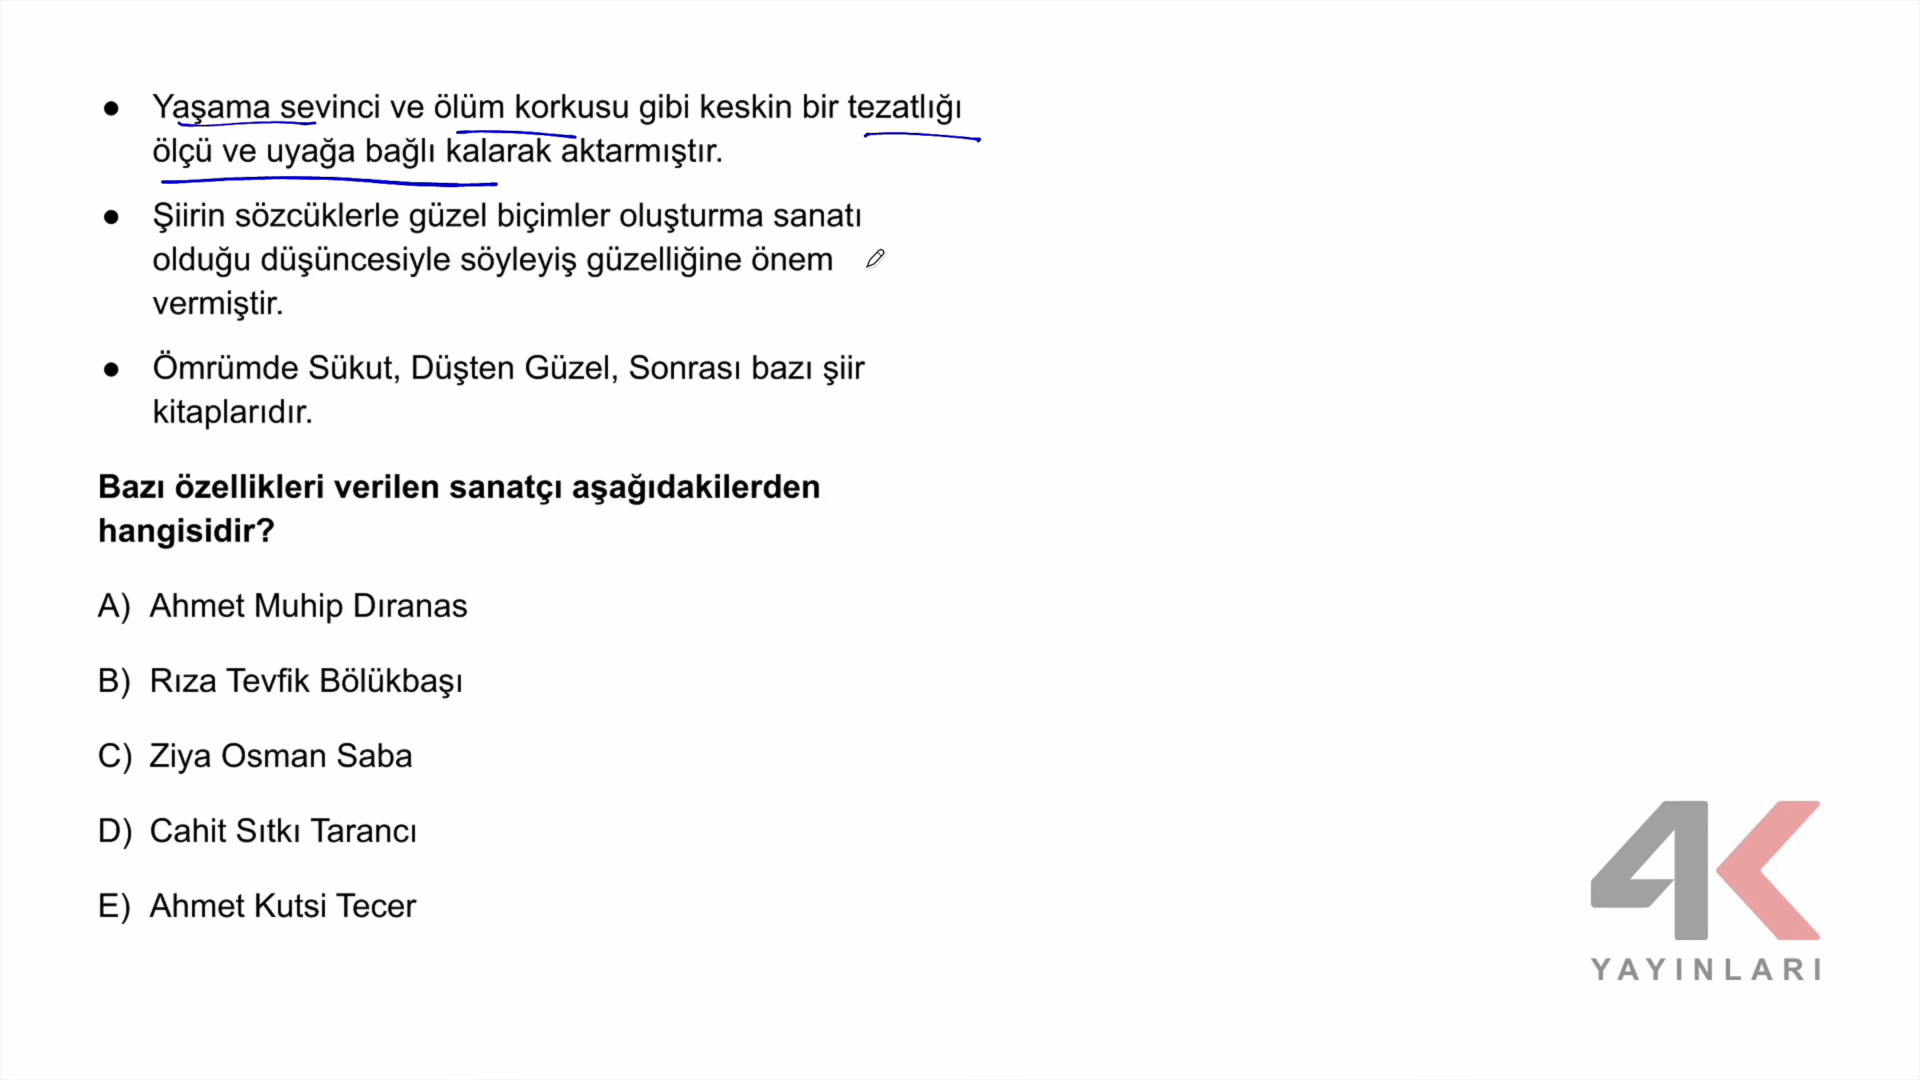 ● Yaşama sevinci ve ölüm korkusu gibi keskin bir tezatlığı
ölçü ve uyağa bağlı kalarak aktarmıştır.
● Şiirin sözcüklerle güzel biçimler oluşturma sanatı
olduğu düşüncesiyle söyleyiş güzelliğine önem
vermiştir.
● Ömrümde Sükut, Düşten Güzel, Sonrası bazı şiir
kitaplarıdır.
Bazı özellikleri verilen sanatçı aşağıdakilerden
hangisidir?
A) Ahmet Muhip Dıranas
B) Rıza Tevfik Bölükbaşı
C) Ziya Osman Saba
D) Cahit Sıtkı Tarancı
E) Ahmet Kutsi Tecer
4K
YAYINLARI